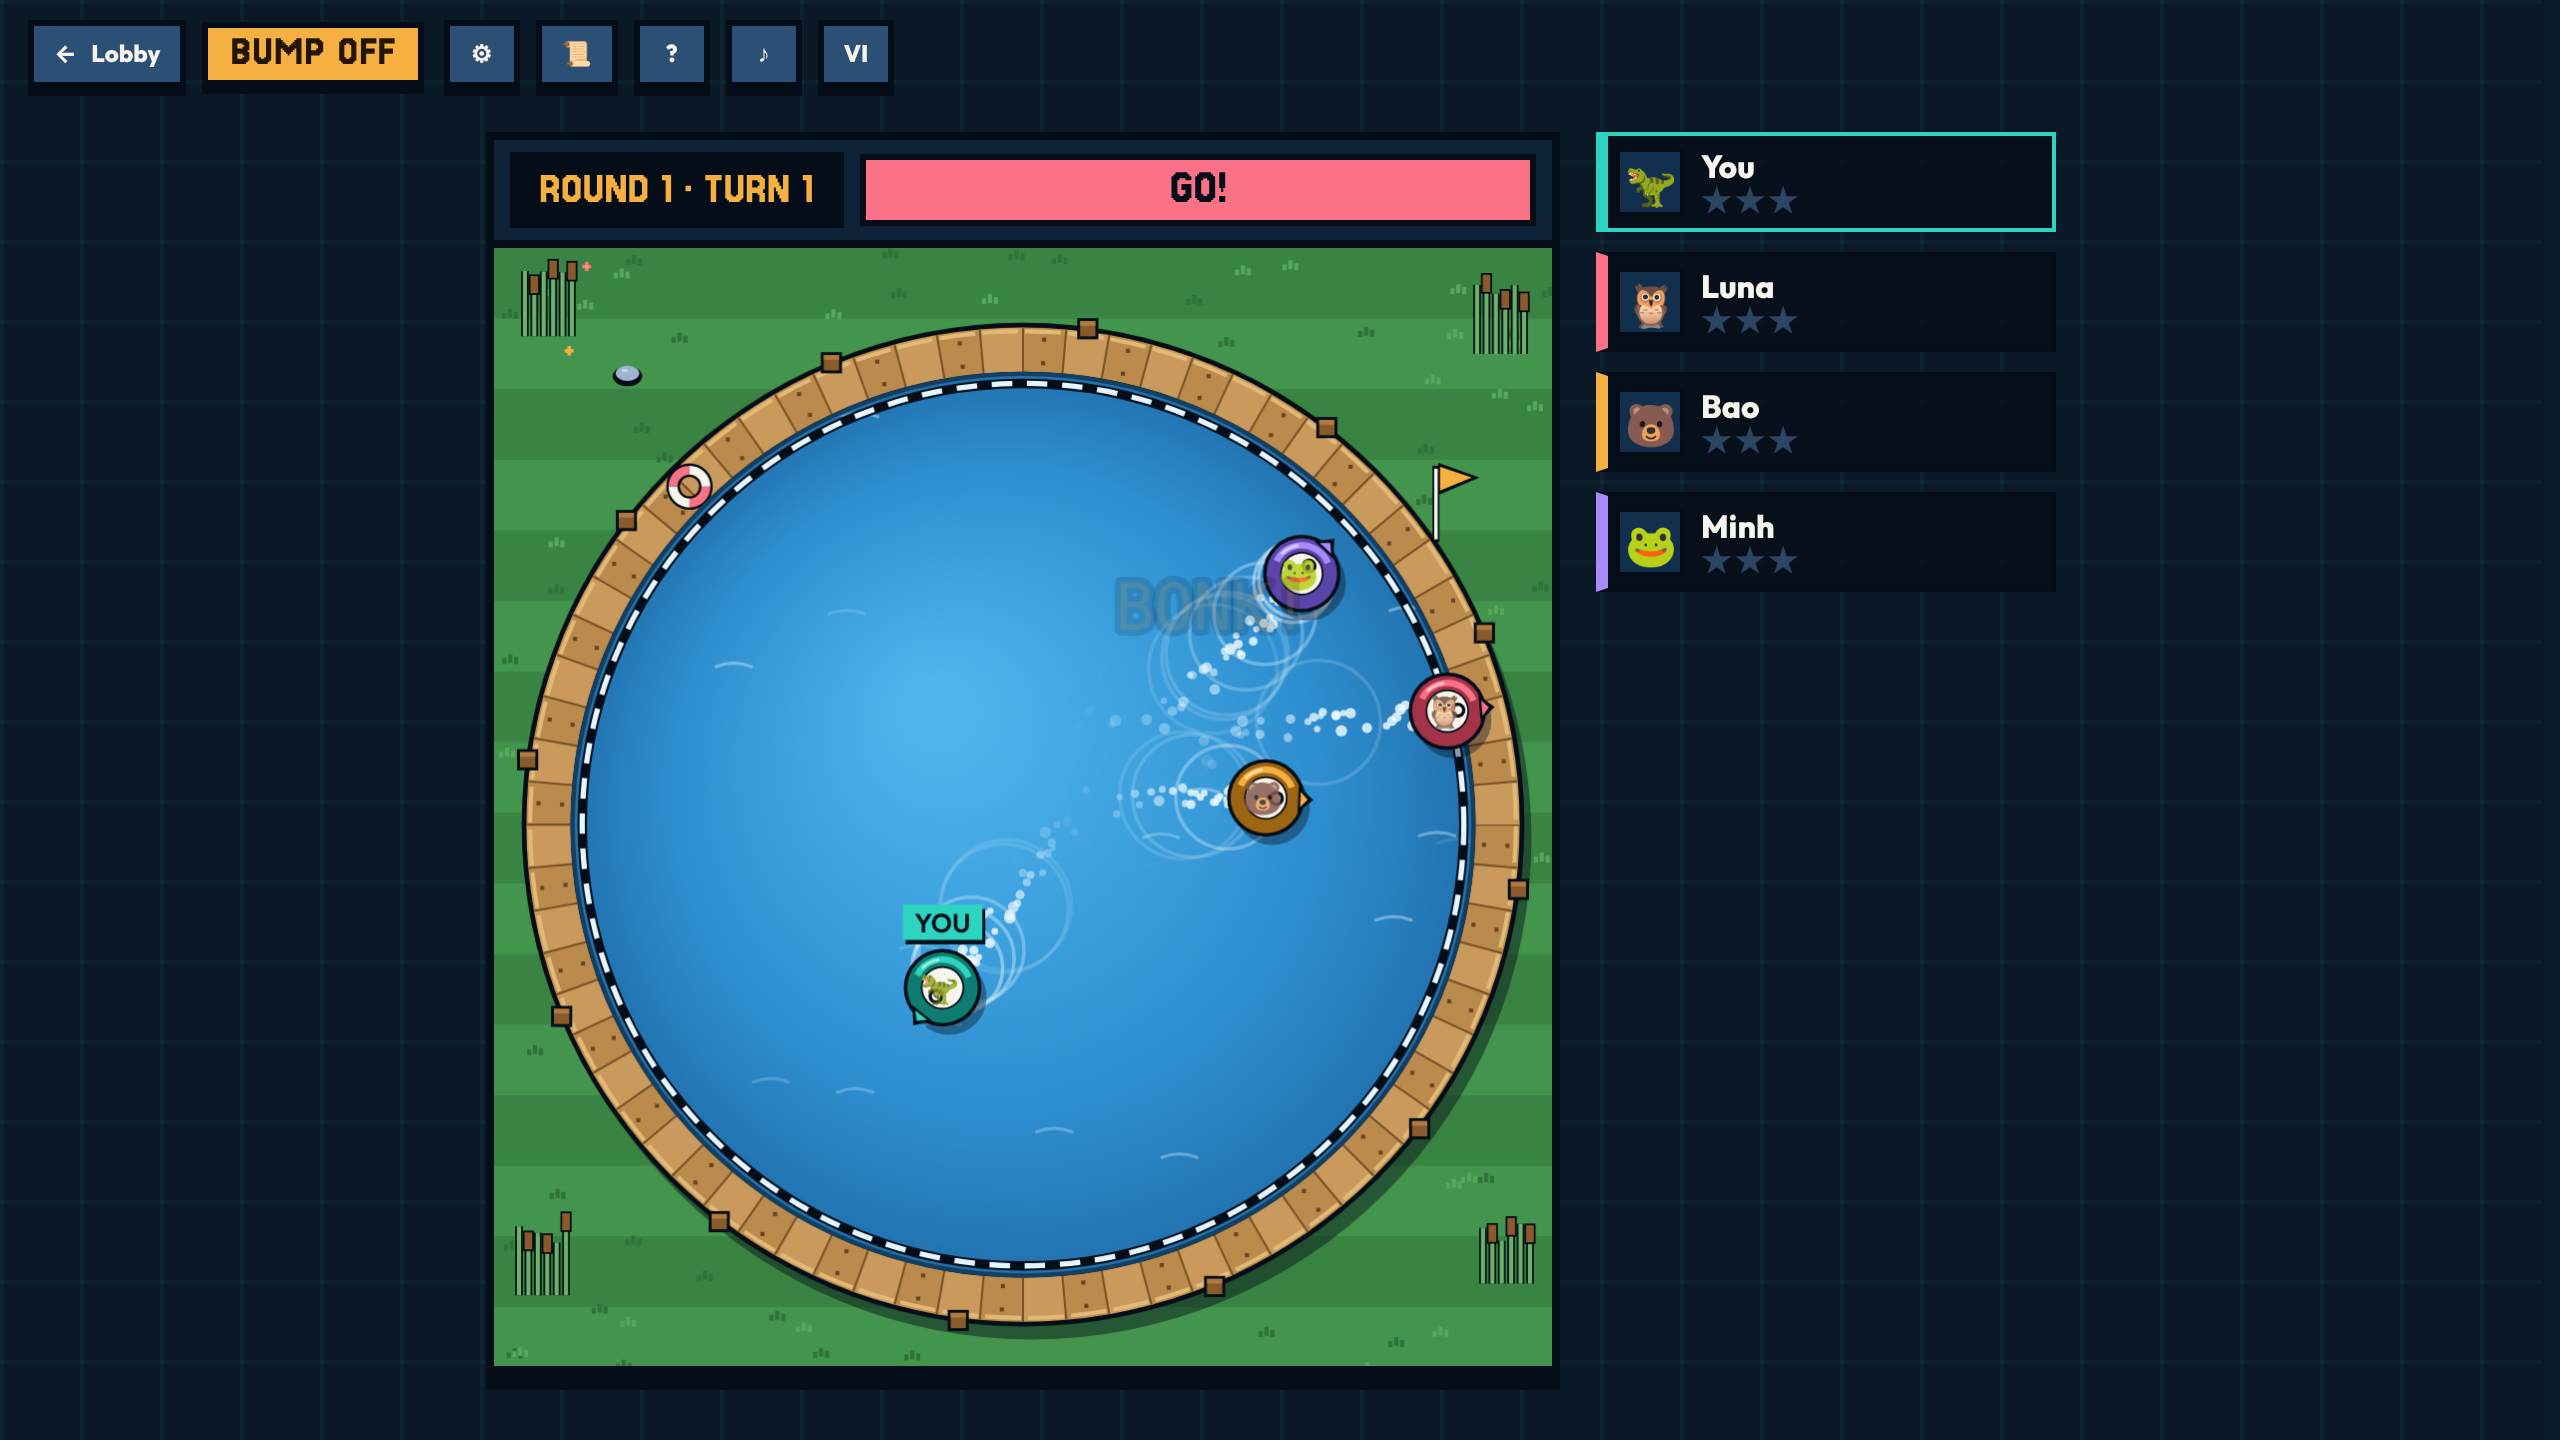 ← Lobby
BUMP OFF
?
♪
VI
ROUND 1 · TURN 1
GO!
You
★★★
Luna
★★★
Bao
★★★
Minh
★★★
YOU